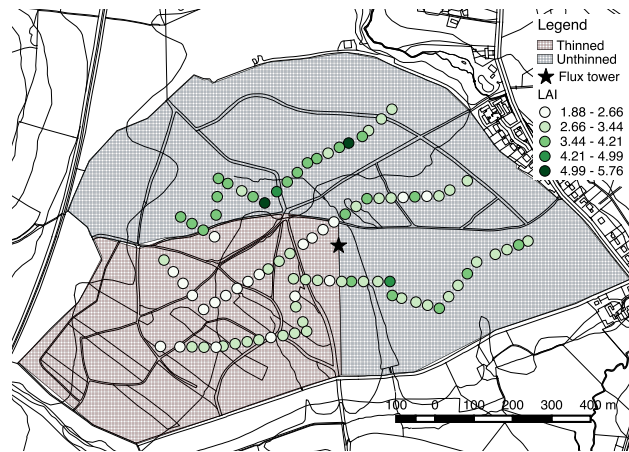 Legend
Thinned
Unthinned
Flux tower
LAI
1.88 - 2.66
2.66 - 3.44
3.44 - 4.21
4.21 - 4.99
4.99 - 5.76
100 0 100 200 300 400 m